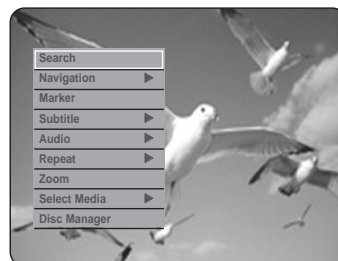 Search
Navigation ▶
Marker
Subtitle ▶
Audio ▶
Repeat ▶
Zoom
Select Media ▶
Disc Manager